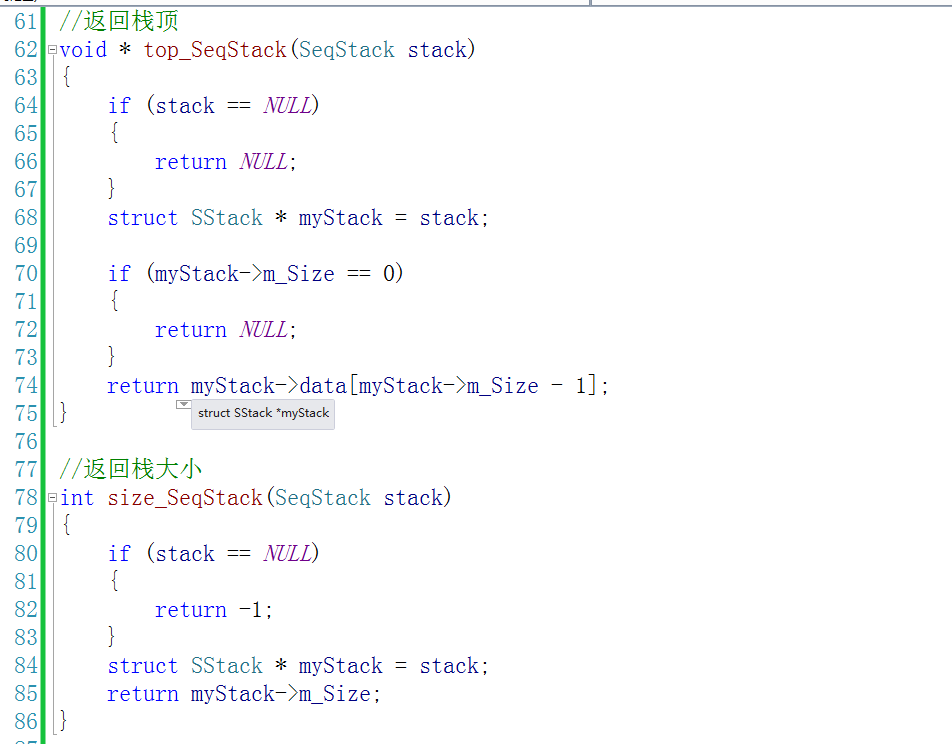 61 //返回栈顶
62 void * top_SeqStack(SeqStack stack)
63 {
64     if (stack == NULL)
65     {
66         return NULL;
67     }
68     struct SStack * myStack = stack;
69
70     if (myStack->m_Size == 0)
71     {
72         return NULL;
73     }
74     return myStack->data[myStack->m_Size - 1];
75 }
struct SStack *myStack
76
77 //返回栈大小
78 int size_SeqStack(SeqStack stack)
79 {
80     if (stack == NULL)
81     {
82         return -1;
83     }
84     struct SStack * myStack = stack;
85     return myStack->m_Size;
86 }